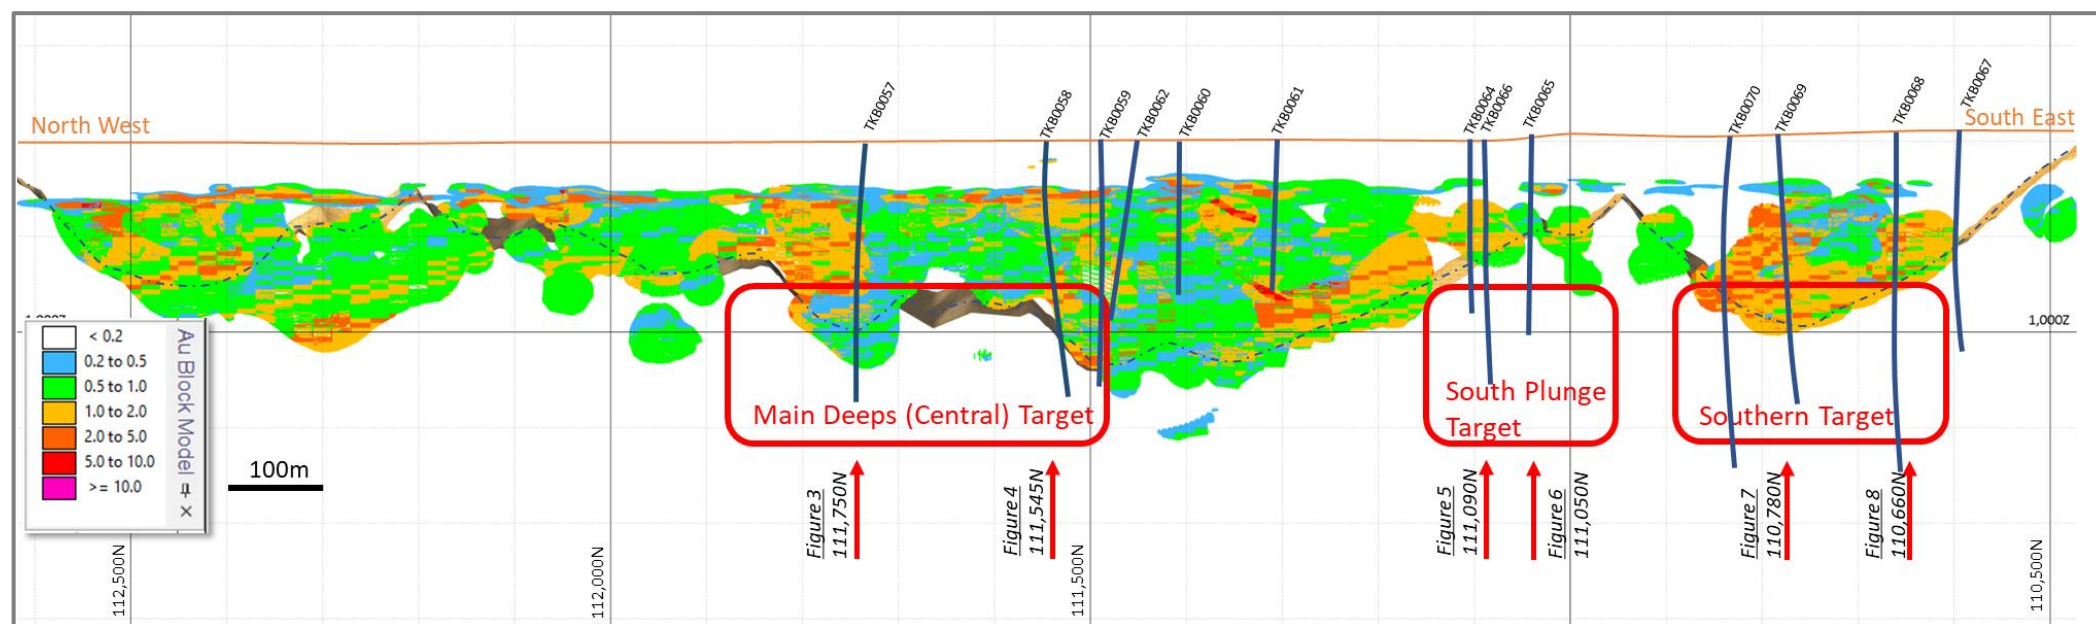 North West
South East
TKB0057
TKB0058
TKB0059
TKB0062
TKB0060
TKB0061
TKB0064
TKB0066
TKB0065
TKB0070
TKB0069
TKB0068
TKB0067
1,000Z
Au Block Model
< 0.2
0.2 to 0.5
0.5 to 1.0
1.0 to 2.0
2.0 to 5.0
5.0 to 10.0
>= 10.0
100m
Main Deeps (Central) Target
South Plunge
Target
Southern Target
Figure 3
111,750N
Figure 4
111,545N
Figure 5
111,090N
Figure 6
111,050N
Figure 7
110,780N
Figure 8
110,660N
112,500N
112,000N
111,500N
110,500N